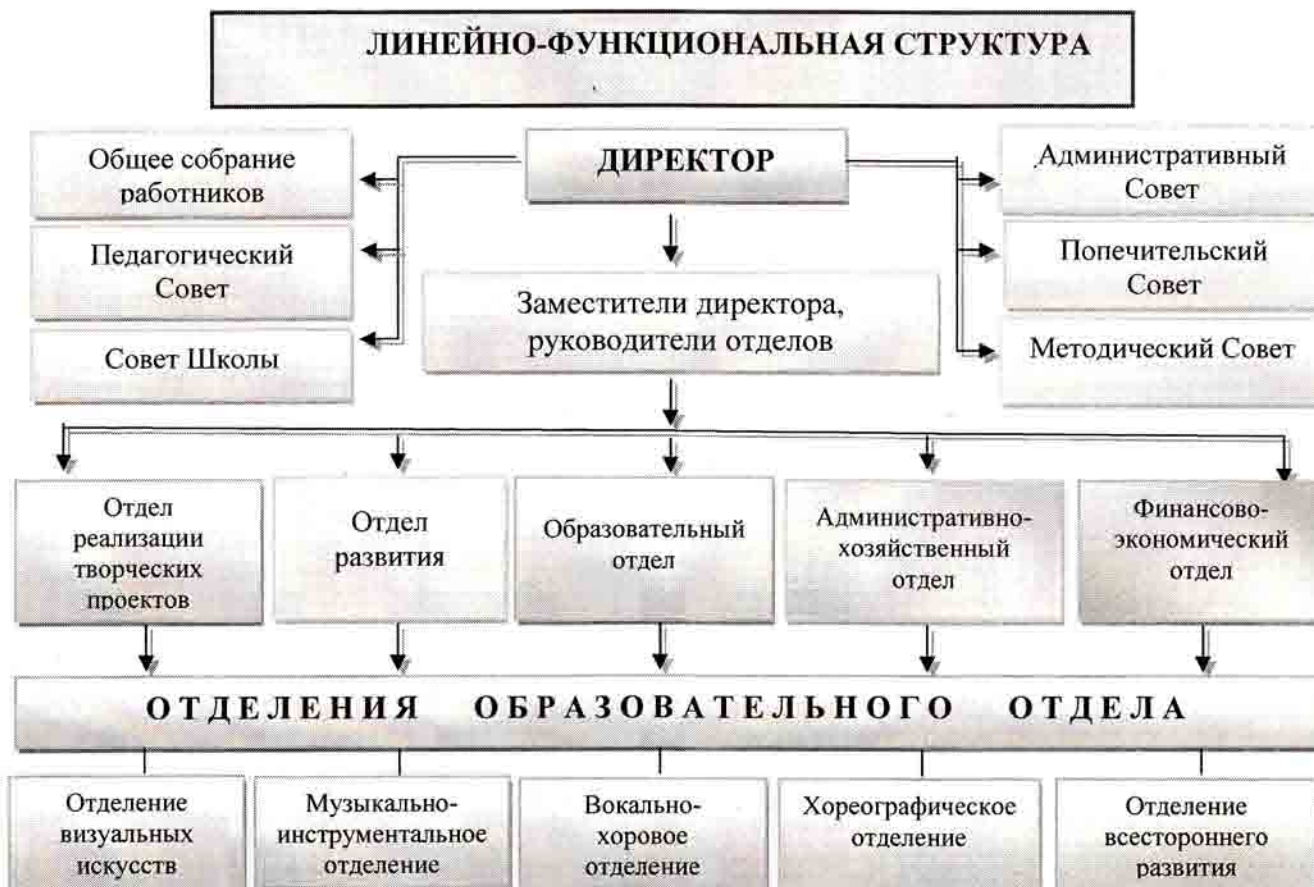 ЛИНЕЙНО-ФУНКЦИОНАЛЬНАЯ СТРУКТУРА
Общее собрание
работников
ДИРЕКТОР
Административный
Совет
Педагогический
Совет
Попечительский
Совет
Заместители директора,
руководители отделов
Совет Школы
Методический Совет
Отдел
реализации
творческих
проектов
Отдел
развития
Образовательный
отдел
Административно-
хозяйственный
отдел
Финансово-
экономический
отдел
ОТДЕЛЕНИЯ ОБРАЗОВАТЕЛЬНОГО ОТДЕЛА
Отделение
визуальных
искусств
Музыкально-
инструментальное
отделение
Вокально-
хоровое
отделение
Хореографическое
отделение
Отделение
всестороннего
развития